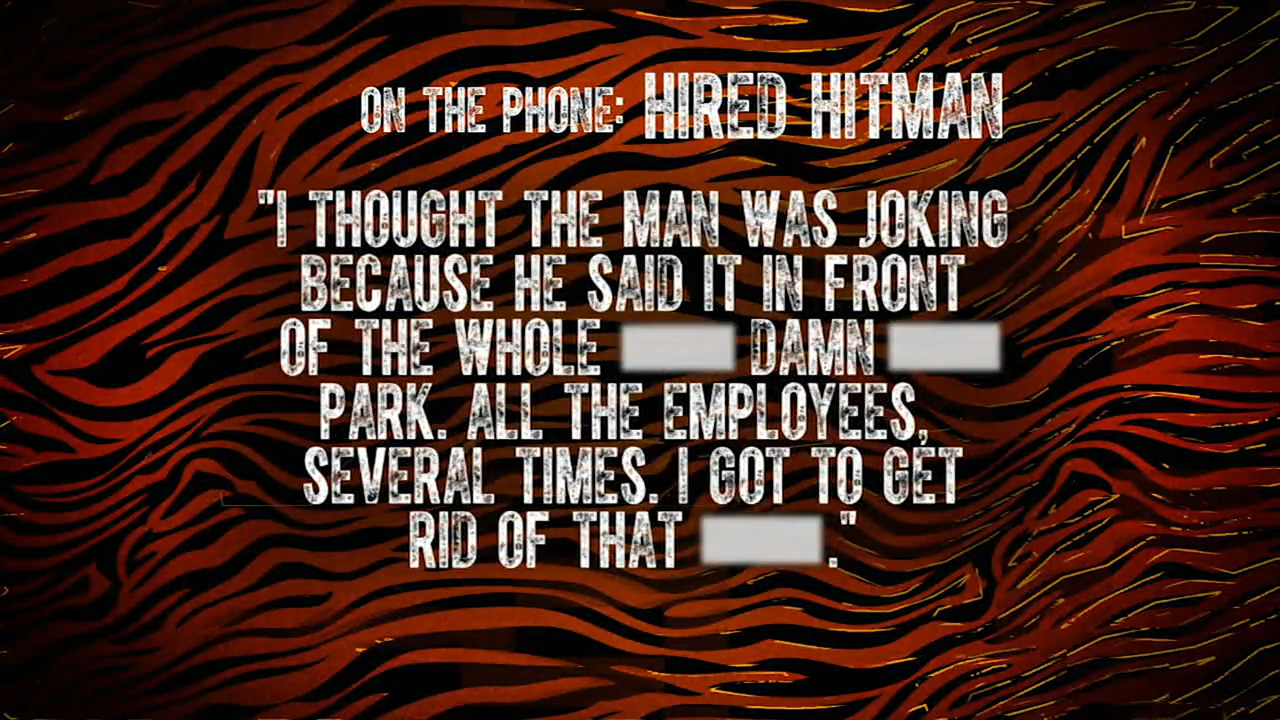 ON THE PHONE: HIRED HITMAN
"I THOUGHT THE MAN WAS JOKING
BECAUSE HE SAID IT IN FRONT
OF THE WHOLE DAMN
PARK. ALL THE EMPLOYEES,
SEVERAL TIMES. I GOT TO GET
RID OF THAT ."